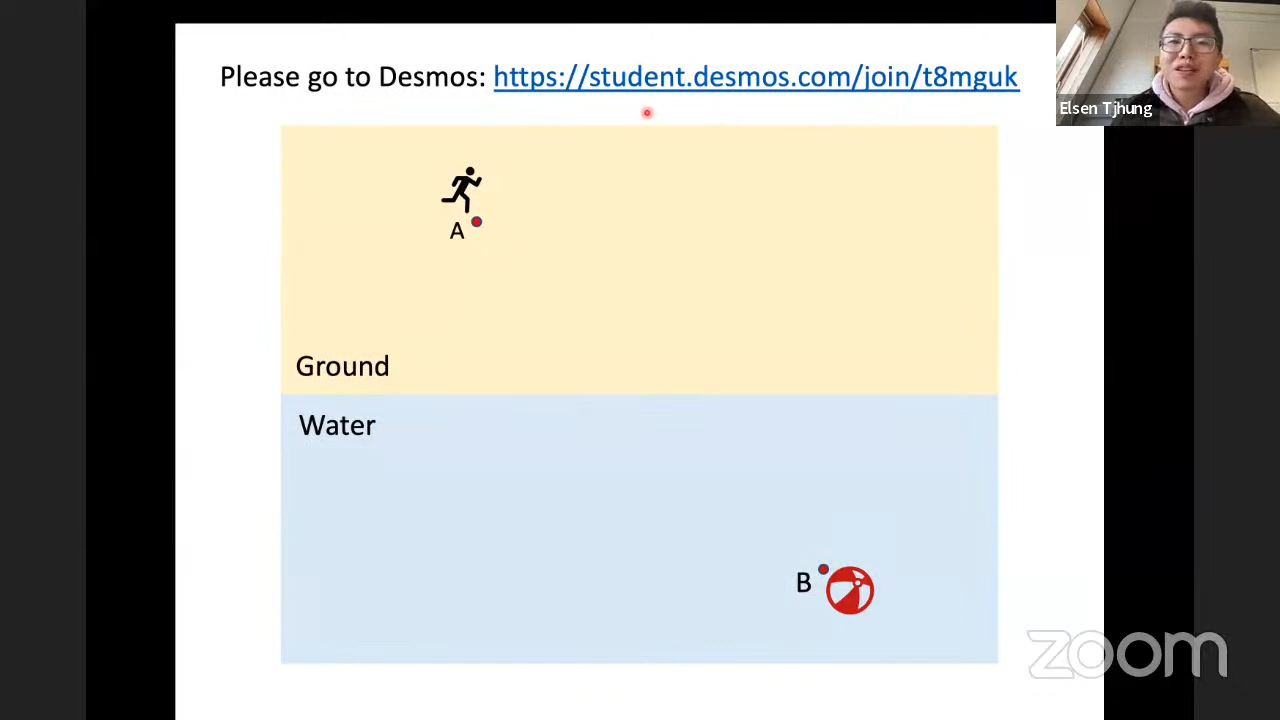 Please go to Desmos: https://student.desmos.com/join/t8mguk
Elsen Tjhung
A
Ground
Water
B
zoom